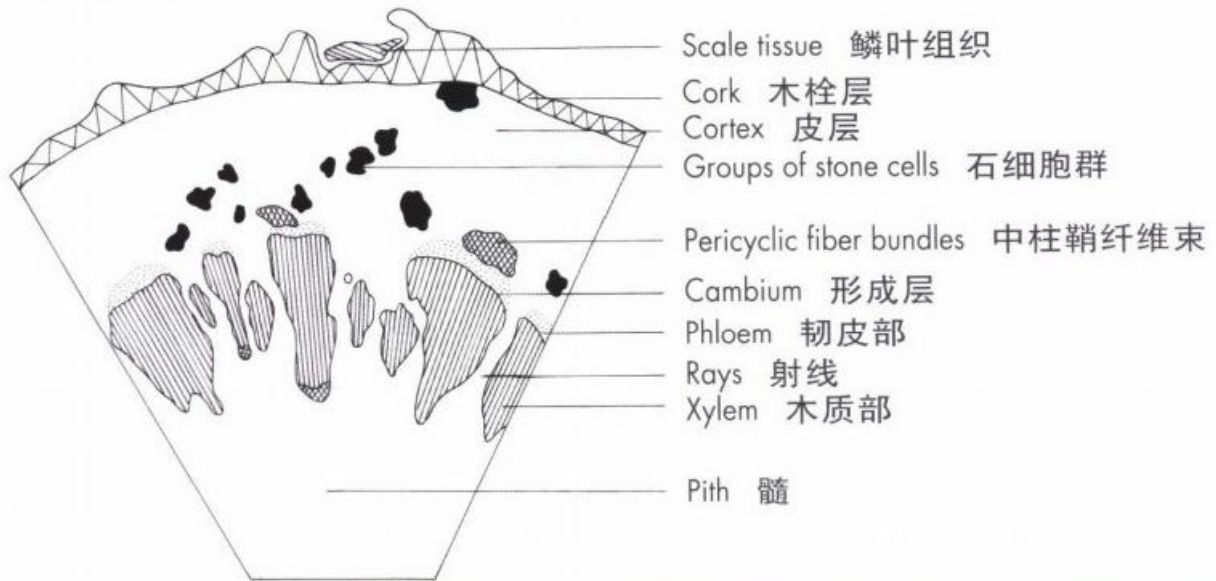 Scale tissue 鳞叶组织
Cork 木栓层
Cortex 皮层
Groups of stone cells 石细胞群
Pericyclic fiber bundles 中柱鞘纤维束
Cambium 形成层
Phloem 韧皮部
Rays 射线
Xylem 木质部
Pith 髓